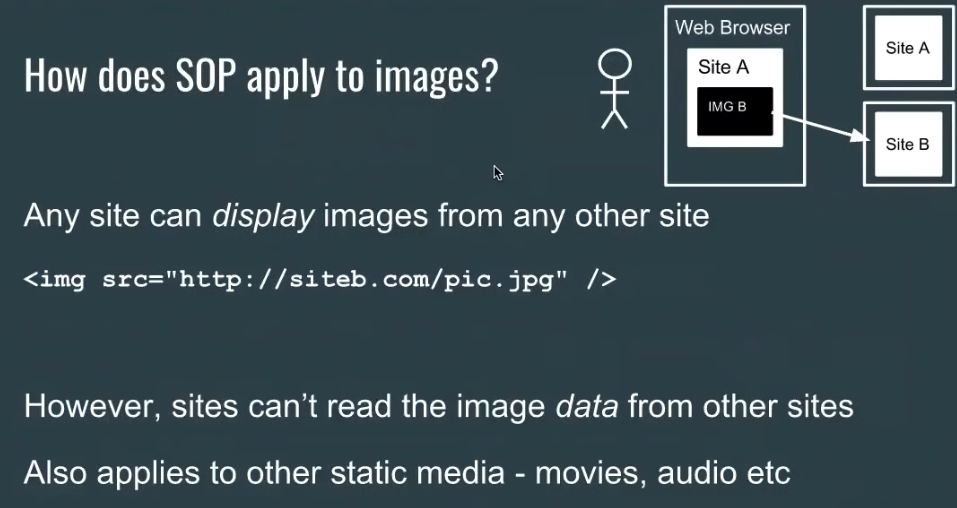 How does SOP apply to images?
Web Browser
Site A
IMG B
Site A
Site B
Any site can display images from any other site
<img src="http://siteb.com/pic.jpg" />
However, sites can't read the image data from other sites
Also applies to other static media - movies, audio etc